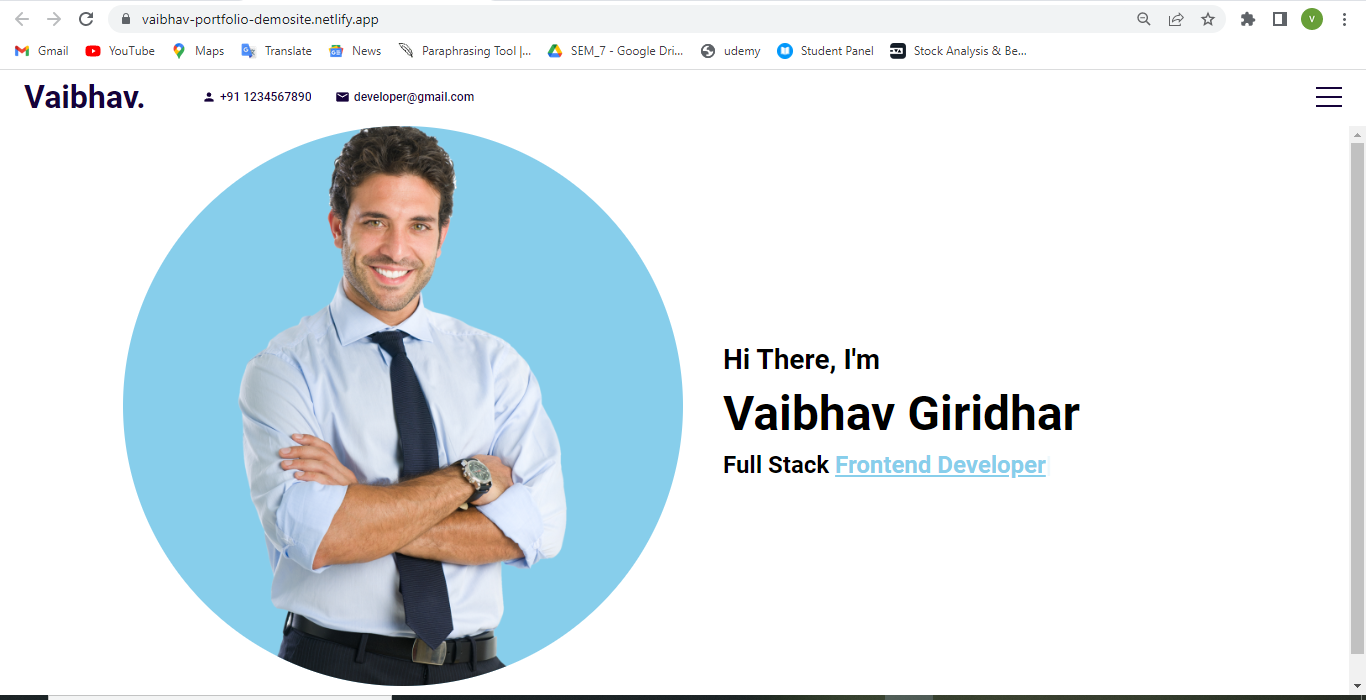 vaibhav-portfolio-demosite.netlify.app
V
Gmail YouTube Maps Translate News Paraphrasing Tool |... SEM_7 - Google Dri... udemy Student Panel Stock Analysis & Be...
Vaibhav. +91 1234567890 developer@gmail.com
Hi There, I'm
Vaibhav Giridhar
Full Stack Frontend Developer